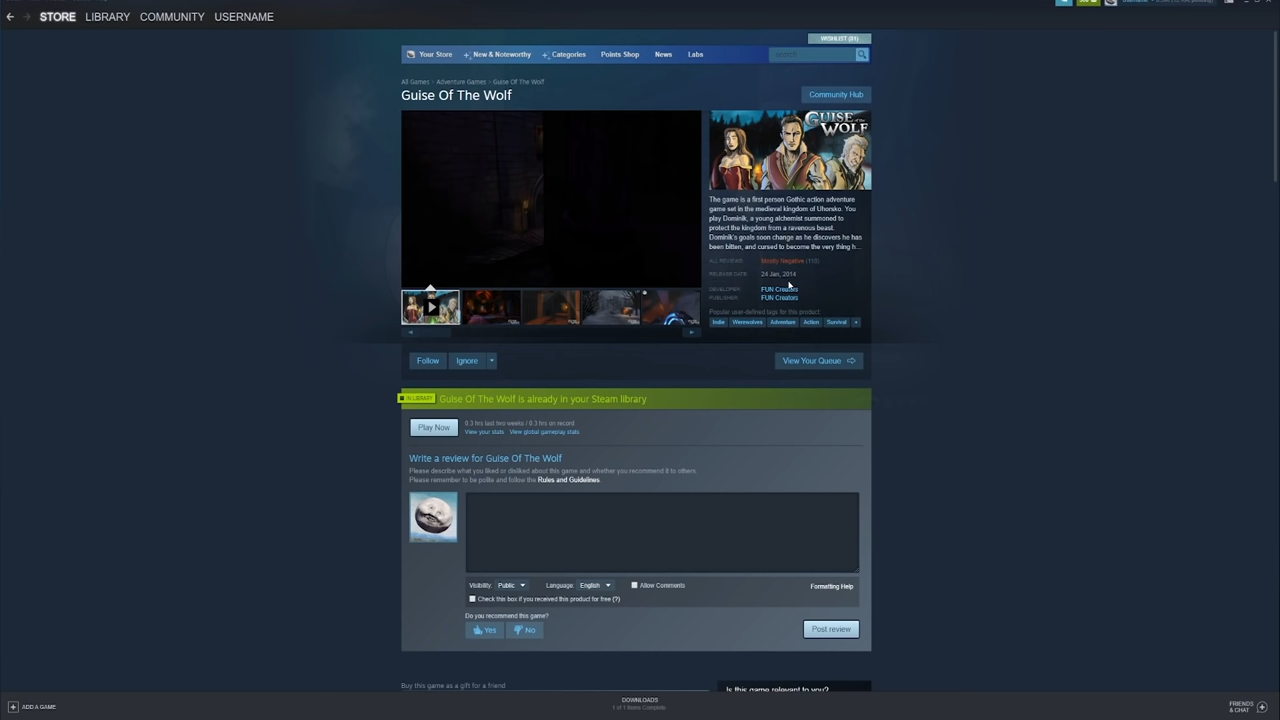 STORE LIBRARY COMMUNITY USERNAME
WISHLIST (81)
Your Store New & Noteworthy Categories Points Shop News Labs search
All Games > Adventure Games > Guise Of The Wolf
Guise Of The Wolf
Community Hub
GUISE OF THE WOLF
The game is a first person Gothic action adventure
game set in the medieval kingdom of Uhorsko. You
play Dominik, a young alchemist summoned to
protect the kingdom from a ravenous beast.
Dominik's goals soon change as he discovers he has
been bitten, and cursed to become the very thing h...
ALL REVIEWS: Mostly Negative (113)
RELEASE DATE: 24 Jan, 2014
DEVELOPER: FUN Creators
PUBLISHER: FUN Creators
Popular user-defined tags for this product:
Indie Werewolves Adventure Action Survival +
Follow Ignore View Your Queue
IN LIBRARY Guise Of The Wolf is already in your Steam library
Play Now
0.3 hrs last two weeks / 0.3 hrs on record
View your stats View global gameplay stats
Write a review for Guise Of The Wolf
Please describe what you liked or disliked about this game and whether you recommend it to others.
Please remember to be polite and follow the Rules and Guidelines.
Visibility: Public Language: English Allow Comments Formatting Help
Check this box if you received this product for free (?)
Do you recommend this game?
Yes No Post review
Buy this game as a gift for a friend
Is this game relevant to you?
ADD A GAME
DOWNLOADS
1 of 1 Items Complete
FRIENDS
& CHAT